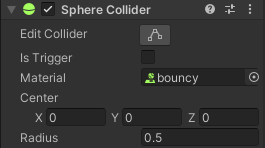 Sphere Collider
Edit Collider
Is Trigger
Material bouncy
Center
X 0 Y 0 Z 0
Radius 0.5